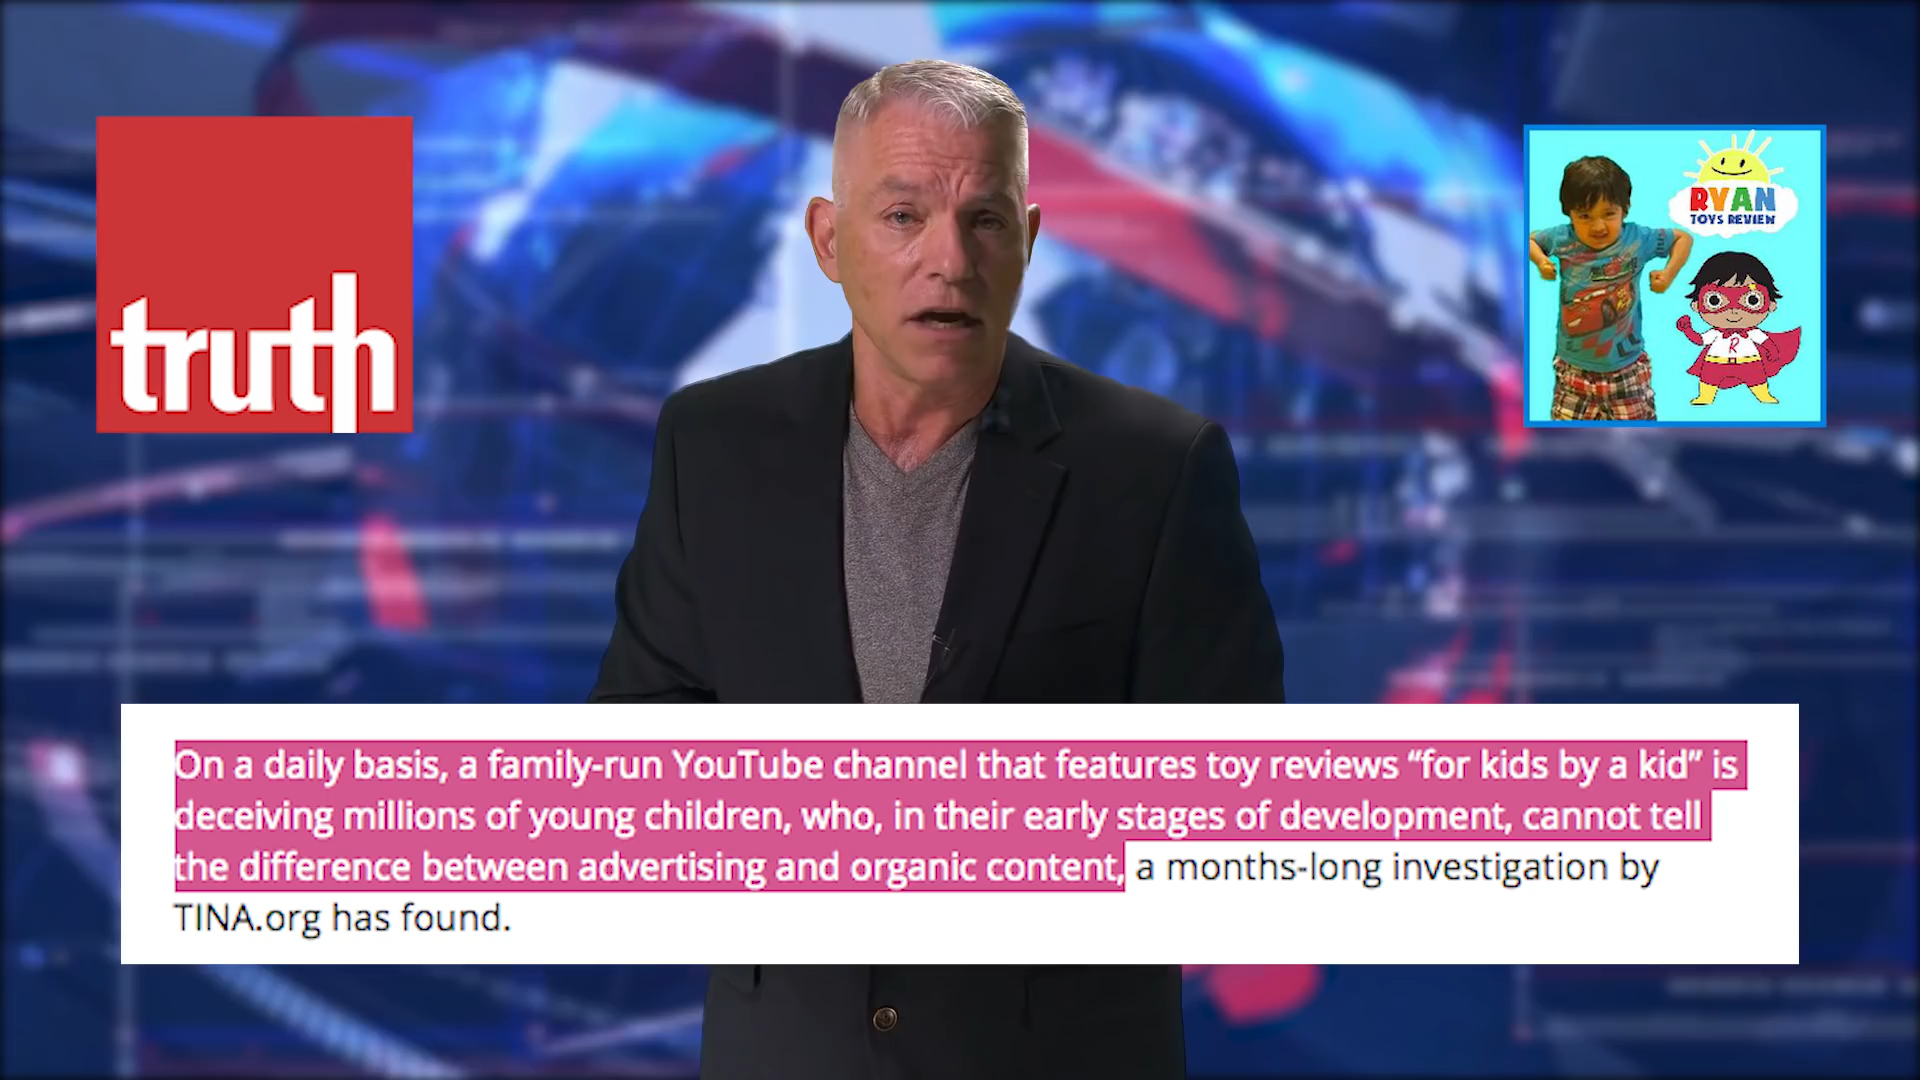 truth
RYAN
TOYS REVIEW
R
On a daily basis, a family-run YouTube channel that features toy reviews “for kids by a kid” is
deceiving millions of young children, who, in their early stages of development, cannot tell
the difference between advertising and organic content, a months-long investigation by
TINA.org has found.